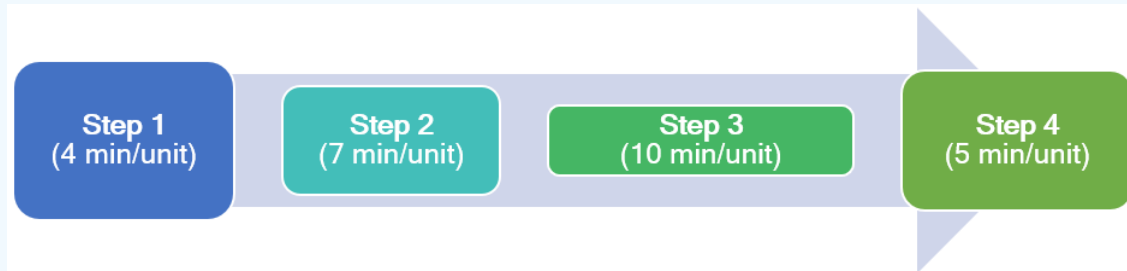 Step 1
(4 min/unit)
Step 2
(7 min/unit)
Step 3
(10 min/unit)
Step 4
(5 min/unit)